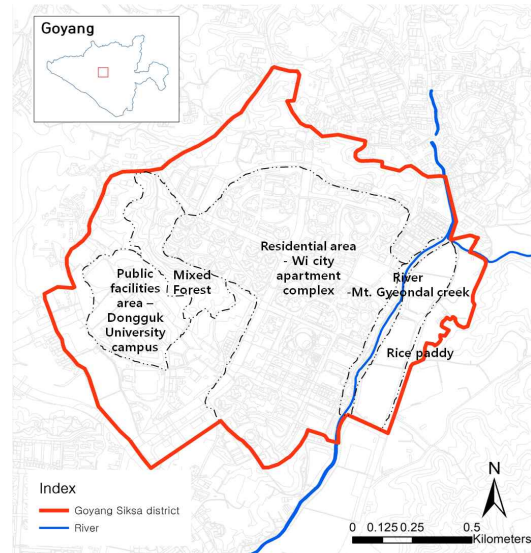 Goyang
Public
facilities
area –
Dongguk
University
campus
Mixed
Forest
Residential area
- Wi city
apartment
complex
River
-Mt. Gyeondal creek
Rice paddy
Index
Goyang Siksa district
River
N
0 0.125 0.25 0.5
Kilometers